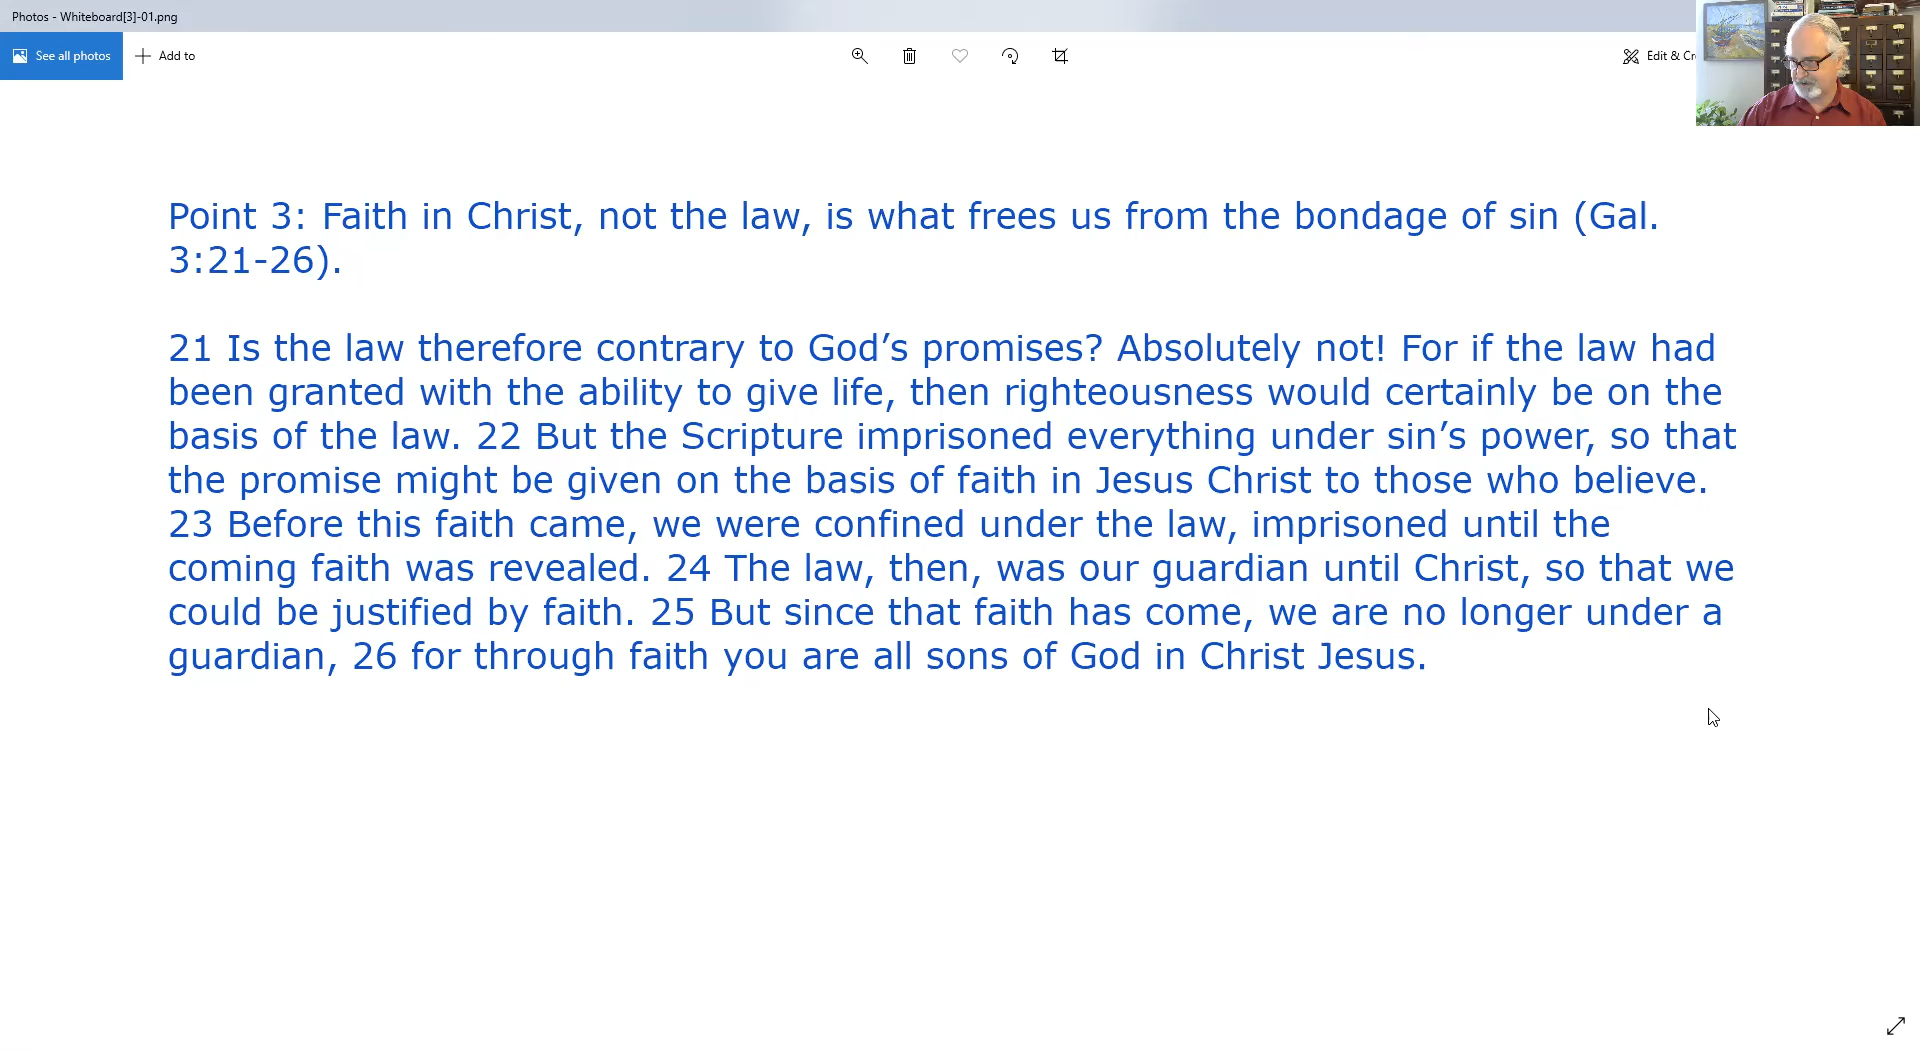 Photos - Whiteboard[3]-01.png
See all photos
Add to
Edit & Cr
Point 3: Faith in Christ, not the law, is what frees us from the bondage of sin (Gal.
3:21-26).
21 Is the law therefore contrary to God’s promises? Absolutely not! For if the law had
been granted with the ability to give life, then righteousness would certainly be on the
basis of the law. 22 But the Scripture imprisoned everything under sin’s power, so that
the promise might be given on the basis of faith in Jesus Christ to those who believe.
23 Before this faith came, we were confined under the law, imprisoned until the
coming faith was revealed. 24 The law, then, was our guardian until Christ, so that we
could be justified by faith. 25 But since that faith has come, we are no longer under a
guardian, 26 for through faith you are all sons of God in Christ Jesus.